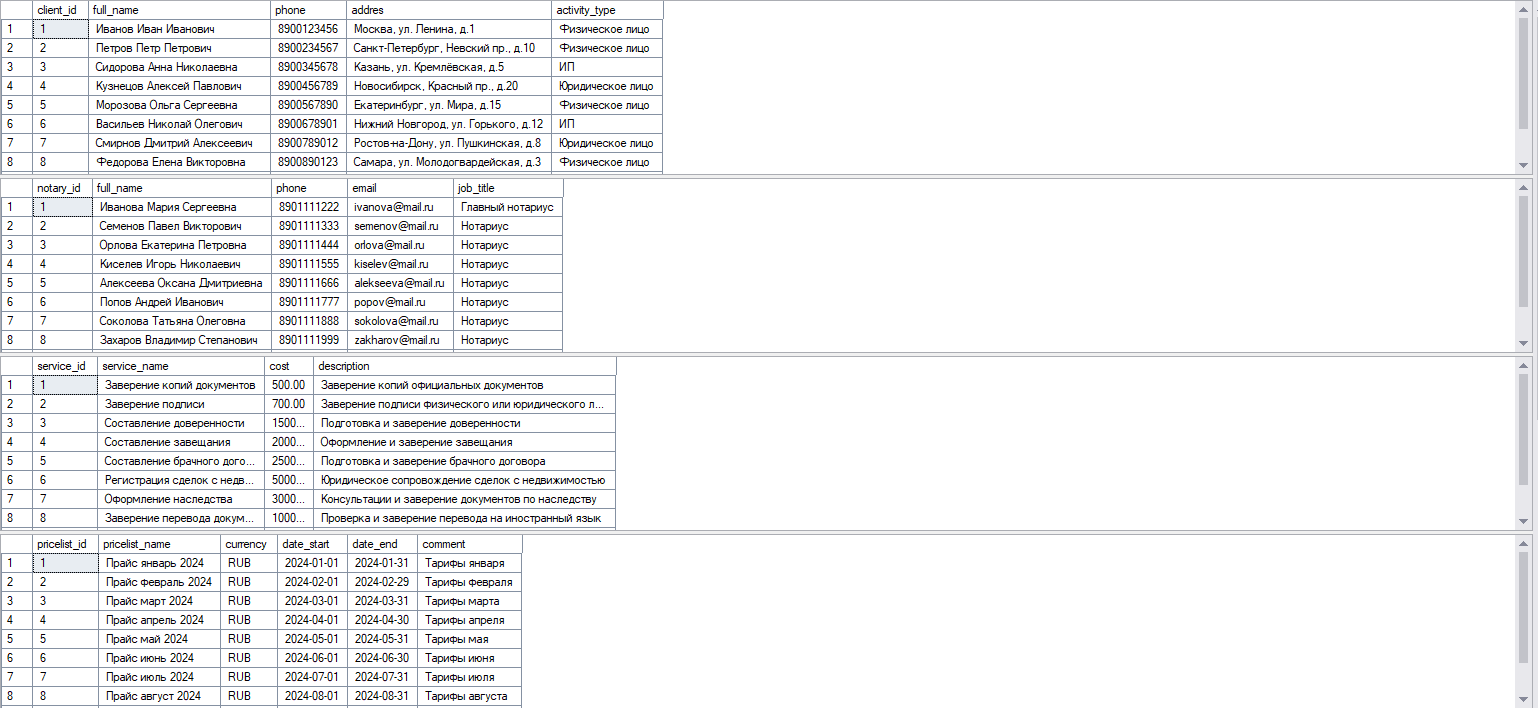 client_id full_name phone addres activity_type
1 1 Иванов Иван Иванович 8900123456 Москва, ул. Ленина, д.1 Физическое лицо
2 2 Петров Петр Петрович 8900234567 Санкт-Петербург, Невский пр., д.10 Физическое лицо
3 3 Сидорова Анна Николаевна 8900345678 Казань, ул. Кремлёвская, д.5 ИП
4 4 Кузнецов Алексей Павлович 8900456789 Новосибирск, Красный пр., д.20 Юридическое лицо
5 5 Морозова Ольга Сергеевна 8900567890 Екатеринбург, ул. Мира, д.15 Физическое лицо
6 6 Васильев Николай Олегович 8900678901 Нижний Новгород, ул. Горького, д.12 ИП
7 7 Смирнов Дмитрий Алексеевич 8900789012 Ростов-на-Дону, ул. Пушкинская, д.8 Юридическое лицо
8 8 Федорова Елена Викторовна 8900890123 Самара, ул. Молодогвардейская, д.3 Физическое лицо
notary_id full_name phone email job_title
1 1 Иванова Мария Сергеевна 8901111222 ivanova@mail.ru Главный нотариус
2 2 Семенов Павел Викторович 8901111333 semenov@mail.ru Нотариус
3 3 Орлова Екатерина Петровна 8901111444 orlova@mail.ru Нотариус
4 4 Киселев Игорь Николаевич 8901111555 kiselev@mail.ru Нотариус
5 5 Алексеева Оксана Дмитриевна 8901111666 alekseeva@mail.ru Нотариус
6 6 Попов Андрей Иванович 8901111777 popov@mail.ru Нотариус
7 7 Соколова Татьяна Олеговна 8901111888 sokolova@mail.ru Нотариус
8 8 Захаров Владимир Степанович 8901111999 zakharov@mail.ru Нотариус
service_id service_name cost description
1 1 Заверение копий документов 500.00 Заверение копий официальных документов
2 2 Заверение подписи 700.00 Заверение подписи физического или юридического л...
3 3 Составление доверенности 1500... Подготовка и заверение доверенности
4 4 Составление завещания 2000... Оформление и заверение завещания
5 5 Составление брачного дого... 2500... Подготовка и заверение брачного договора
6 6 Регистрация сделок с недв... 5000... Юридическое сопровождение сделок с недвижимостью
7 7 Оформление наследства 3000... Консультации и заверение документов по наследству
8 8 Заверение перевода докум... 1000... Проверка и заверение перевода на иностранный язык
pricelist_id pricelist_name currency date_start date_end comment
1 1 Прайс январь 2024 RUB 2024-01-01 2024-01-31 Тарифы января
2 2 Прайс февраль 2024 RUB 2024-02-01 2024-02-29 Тарифы февраля
3 3 Прайс март 2024 RUB 2024-03-01 2024-03-31 Тарифы марта
4 4 Прайс апрель 2024 RUB 2024-04-01 2024-04-30 Тарифы апреля
5 5 Прайс май 2024 RUB 2024-05-01 2024-05-31 Тарифы мая
6 6 Прайс июнь 2024 RUB 2024-06-01 2024-06-30 Тарифы июня
7 7 Прайс июль 2024 RUB 2024-07-01 2024-07-31 Тарифы июля
8 8 Прайс август 2024 RUB 2024-08-01 2024-08-31 Тарифы августа